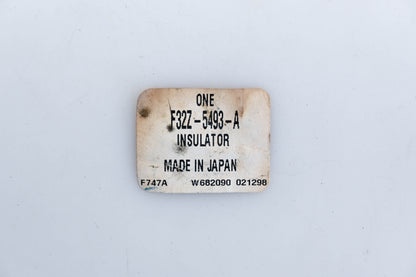 ONE
F32Z-5493-A
INSULATOR
MADE IN JAPAN
F747A W682090 021298